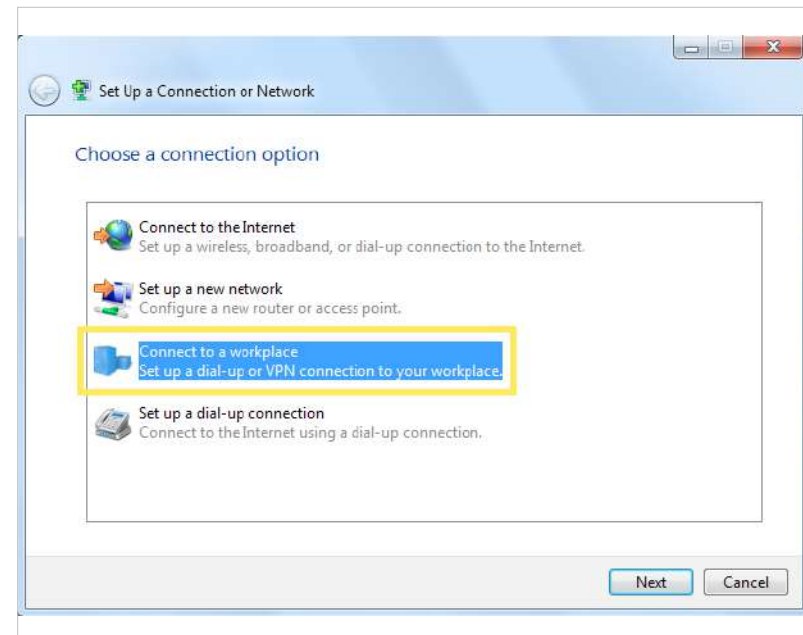 Set Up a Connection or Network
Choose a connection option
Connect to the Internet
Set up a wireless, broadband, or dial-up connection to the Internet.
Set up a new network
Configure a new router or access point.
Connect to a workplace
Set up a dial-up or VPN connection to your workplace.
Set up a dial-up connection
Connect to the Internet using a dial-up connection.
Next
Cancel